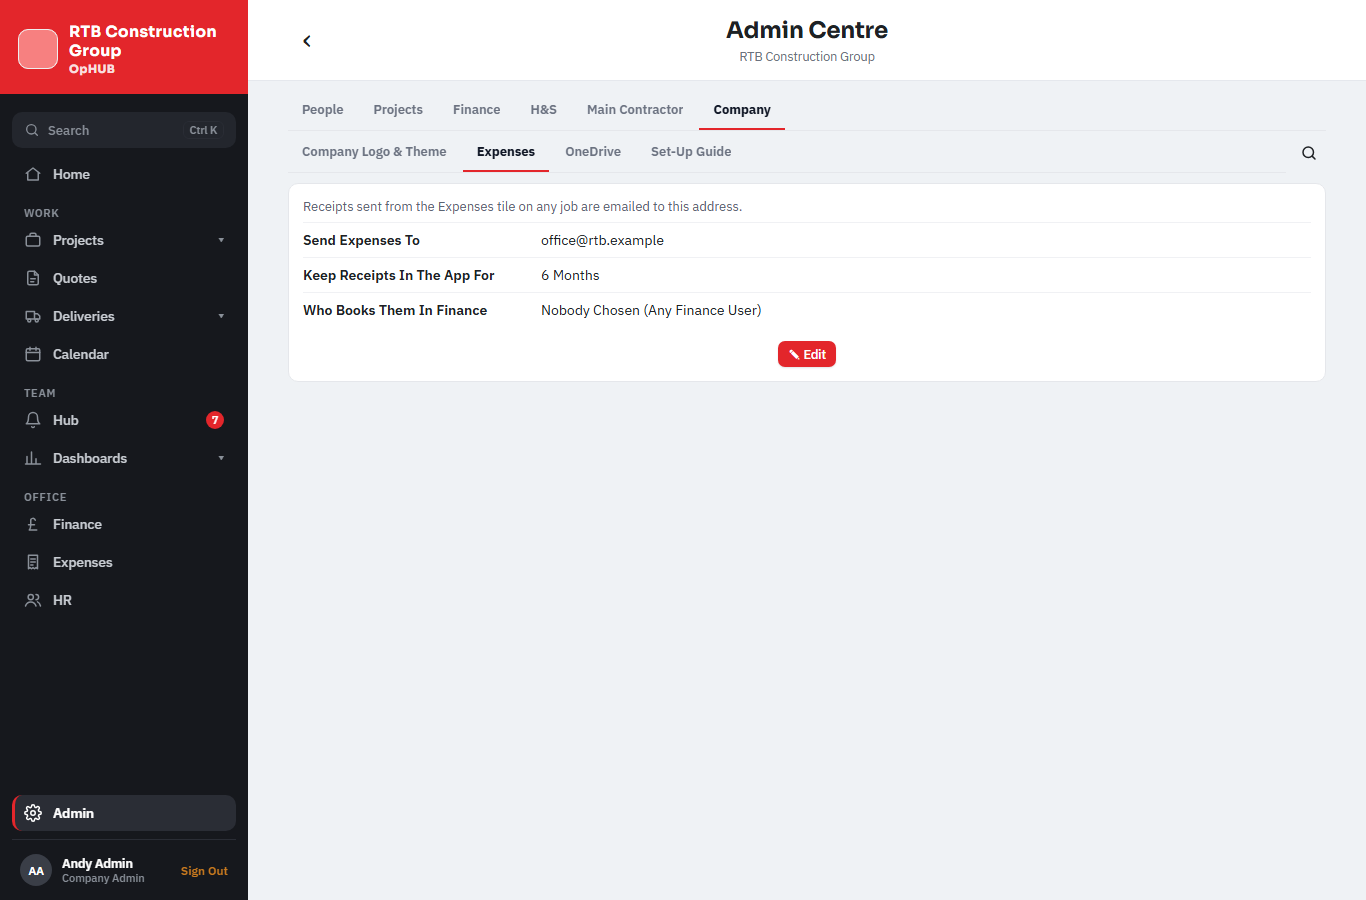 RTB Construction
Group
OpHUB
Search Ctrl K
Home
WORK
Projects
Quotes
Deliveries
Calendar
TEAM
Hub 7
Dashboards
OFFICE
Finance
Expenses
HR
Admin
AA Andy Admin
Company Admin
Sign Out
Admin Centre
RTB Construction Group
People Projects Finance H&S Main Contractor Company
Company Logo & Theme Expenses OneDrive Set-Up Guide
Receipts sent from the Expenses tile on any job are emailed to this address.
Send Expenses To office@rtb.example
Keep Receipts In The App For 6 Months
Who Books Them In Finance Nobody Chosen (Any Finance User)
Edit